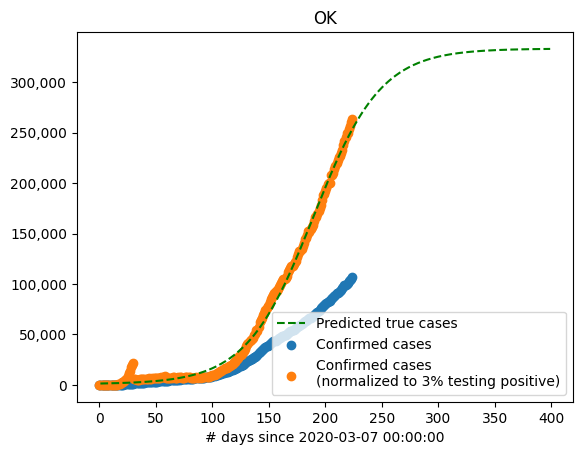 OK
300,000
250,000
200,000
150,000
100,000
50,000
0
Predicted true cases
Confirmed cases
Confirmed cases
(normalized to 3% testing positive)
0 50 100 150 200 250 300 350 400
# days since 2020-03-07 00:00:00